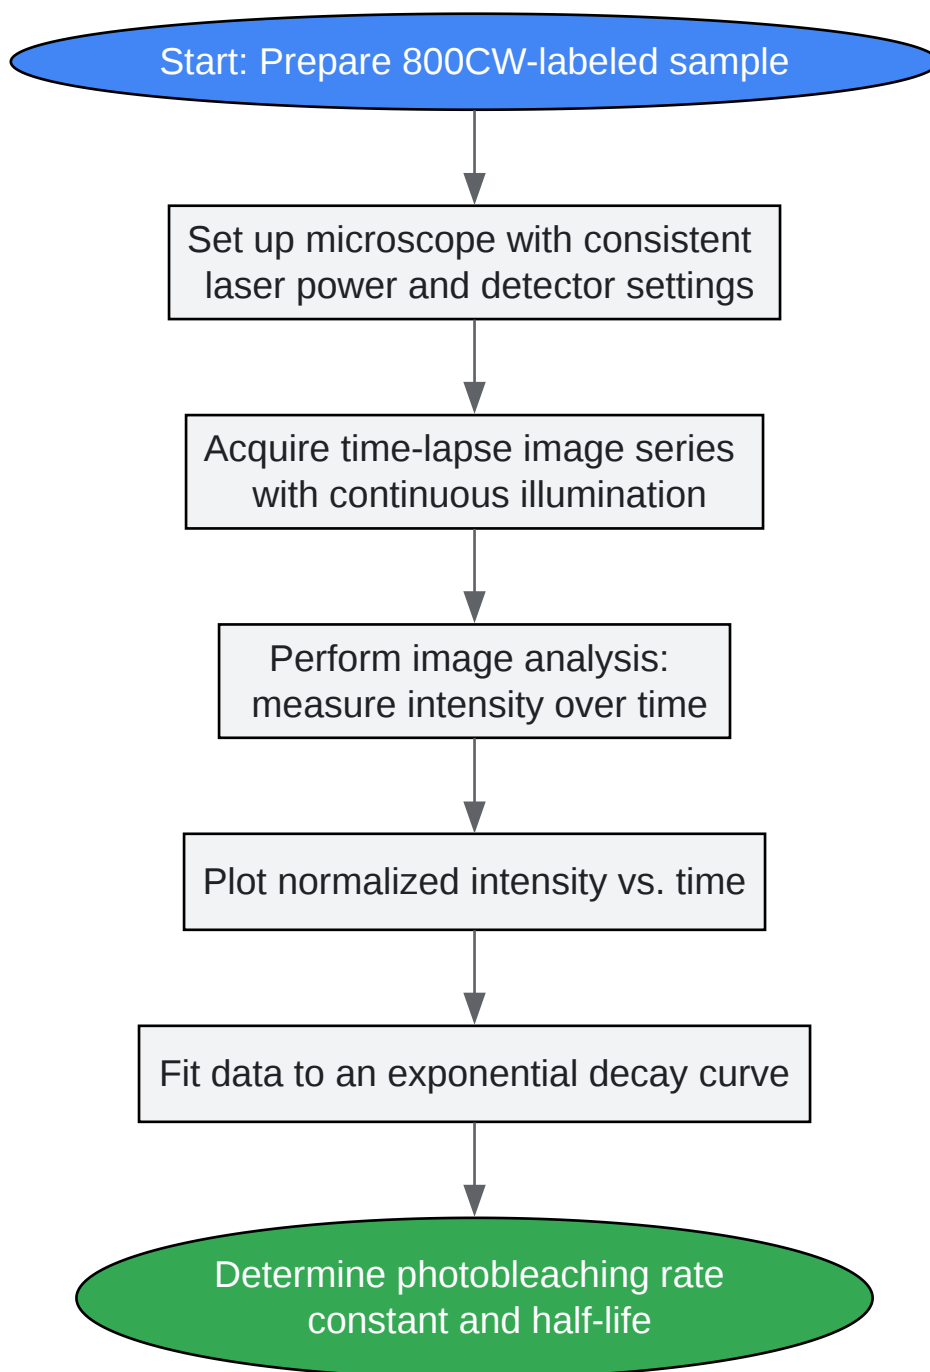 Start: Prepare 800CW-labeled sample
Set up microscope with consistent
laser power and detector settings
Acquire time-lapse image series
with continuous illumination
Perform image analysis:
measure intensity over time
Plot normalized intensity vs. time
Fit data to an exponential decay curve
Determine photobleaching rate
constant and half-life